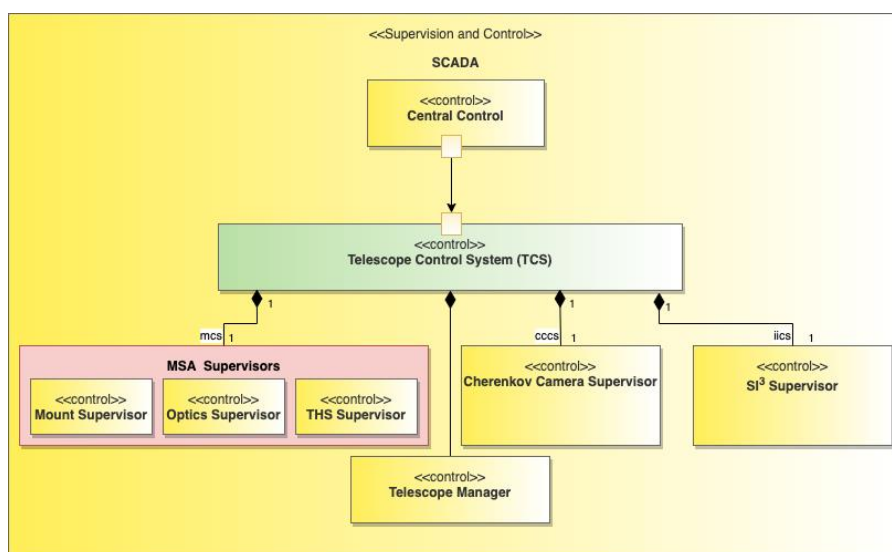 <<Supervision and Control>>
SCADA
<<control>>
Central Control
<<control>>
Telescope Control System (TCS)
1
1
1
mcs 1
cccs 1
iics 1
MSA Supervisors
<<control>>
Mount Supervisor
<<control>>
Optics Supervisor
<<control>>
THS Supervisor
<<control>>
Cherenkov Camera Supervisor
<<control>>
SI³ Supervisor
<<control>>
Telescope Manager